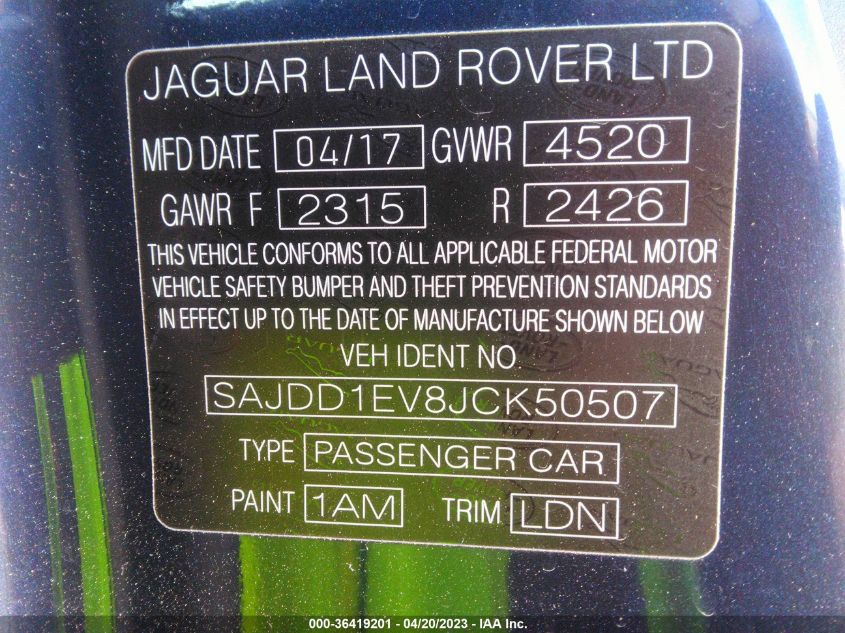 JAGUAR LAND ROVER LTD
MFD DATE 04/17 GVWR 4520
GAWR F 2315 R 2426
THIS VEHICLE CONFORMS TO ALL APPLICABLE FEDERAL MOTOR
VEHICLE SAFETY BUMPER AND THEFT PREVENTION STANDARDS
IN EFFECT UP TO THE DATE OF MANUFACTURE SHOWN BELOW
VEH IDENT NO
SAJDD1EV8JCK50507
TYPE PASSENGER CAR
PAINT 1AM TRIM LDN
000-36419201 - 04/20/2023 - IAA Inc.